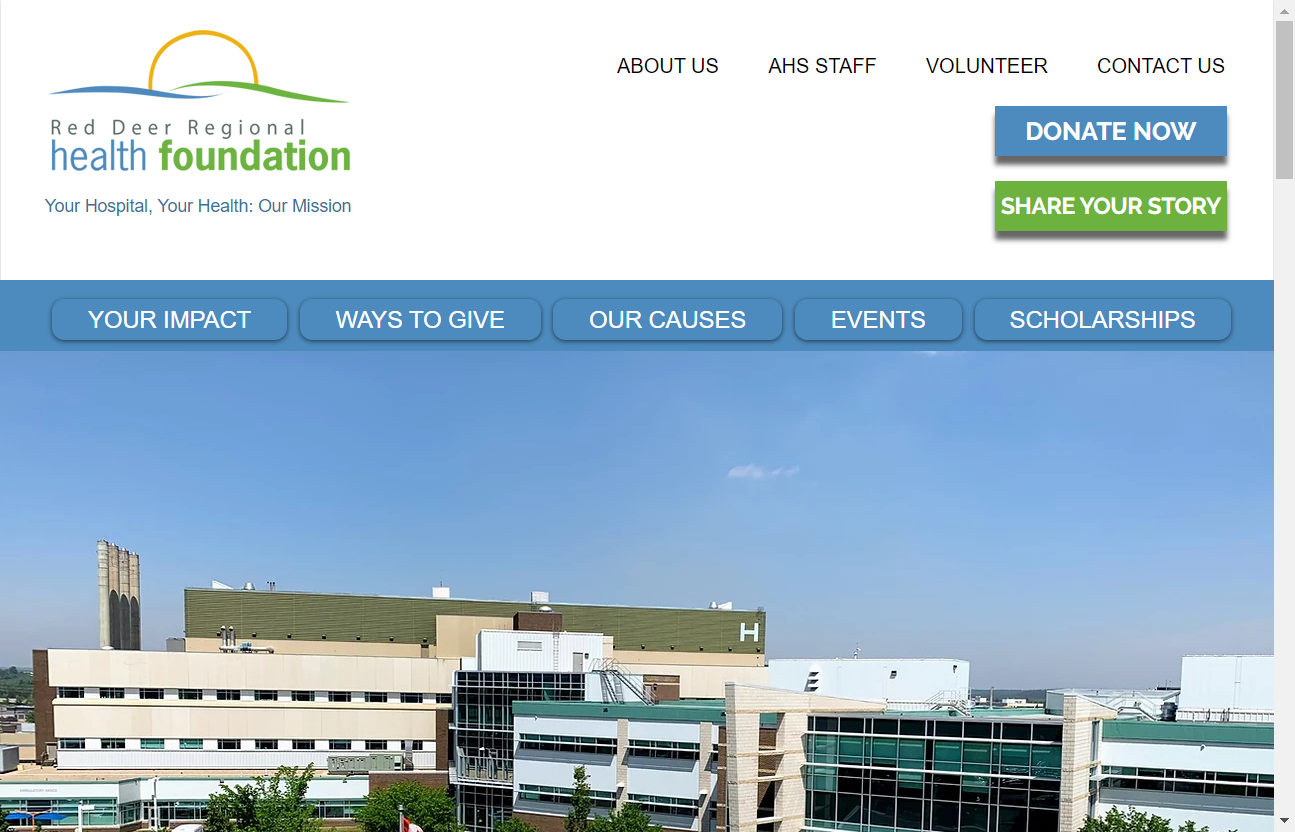 Red Deer Regional
health foundation
Your Hospital, Your Health: Our Mission
ABOUT US
AHS STAFF
VOLUNTEER
CONTACT US
DONATE NOW
SHARE YOUR STORY
YOUR IMPACT
WAYS TO GIVE
OUR CAUSES
EVENTS
SCHOLARSHIPS
H